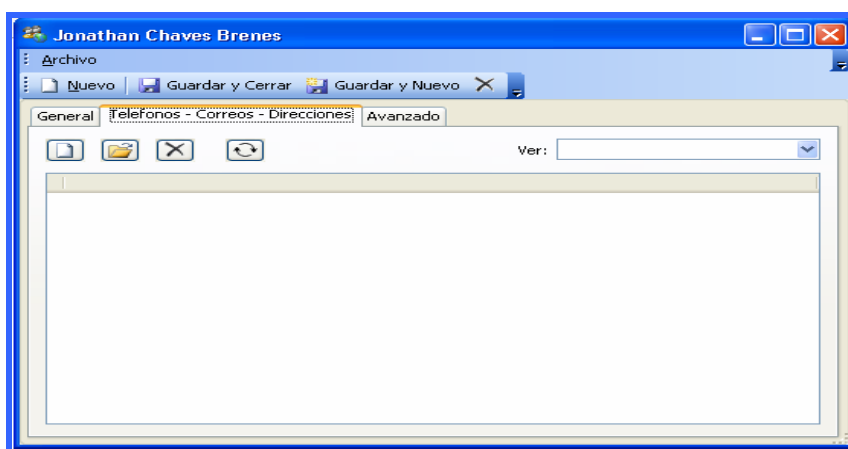 Jonathan Chaves Brenes
Archivo
Nuevo Guardar y Cerrar Guardar y Nuevo
General Telefonos - Correos - Direcciones Avanzado
Ver: